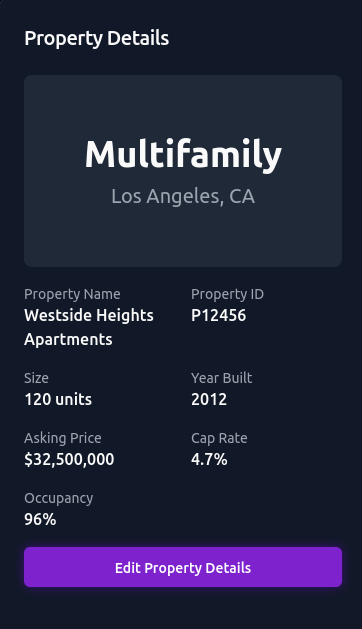 Property Details
Multifamily
Los Angeles, CA
Property Name
Westside Heights
Apartments
Property ID
P12456
Size
120 units
Year Built
2012
Asking Price
$32,500,000
Cap Rate
4.7%
Occupancy
96%
Edit Property Details